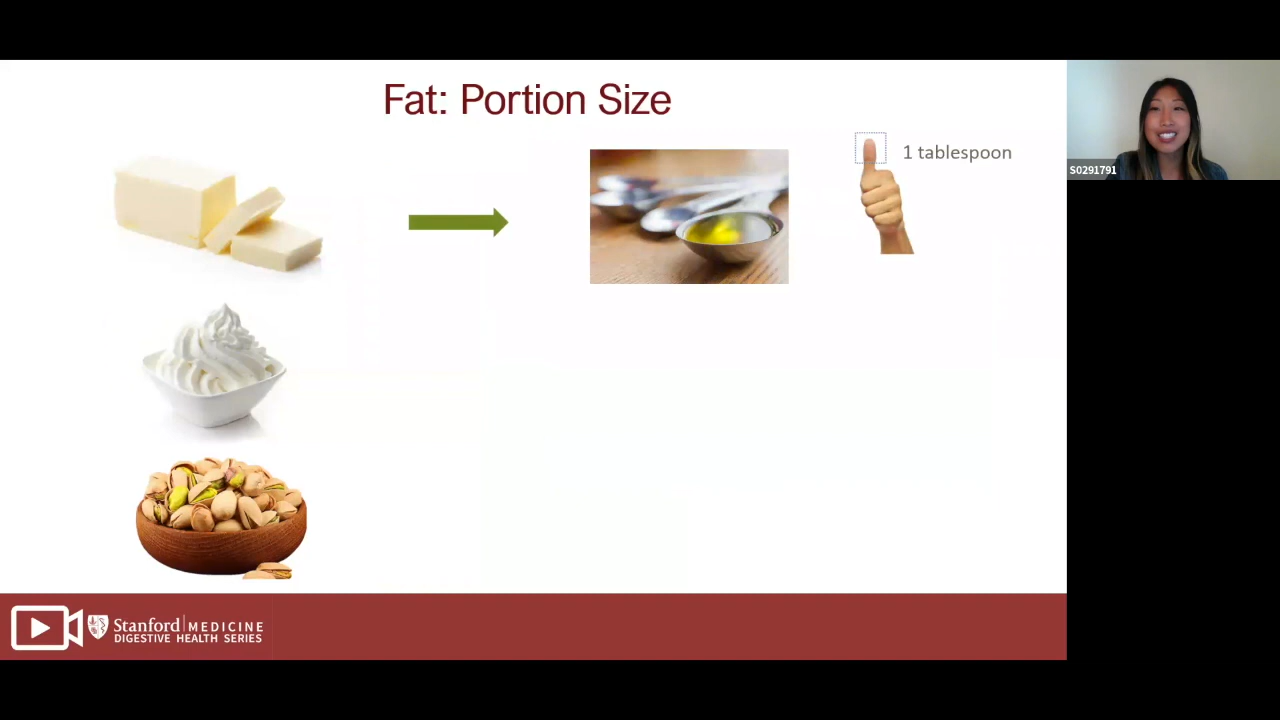 Fat: Portion Size
1 tablespoon
S0291791
Stanford MEDICINE
DIGESTIVE HEALTH SERIES